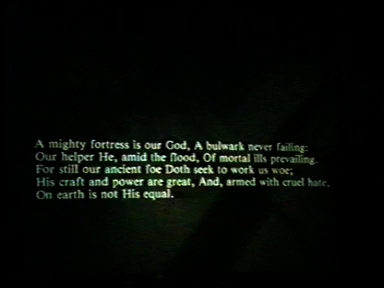 A mighty fortress is our God, A bulwark never failing:
Our helper He, amid the flood, Of mortal ills prevailing.
For still our ancient foe Doth seek to work us woe;
His craft and power are great, And, armed with cruel hate.
On earth is not His equal.